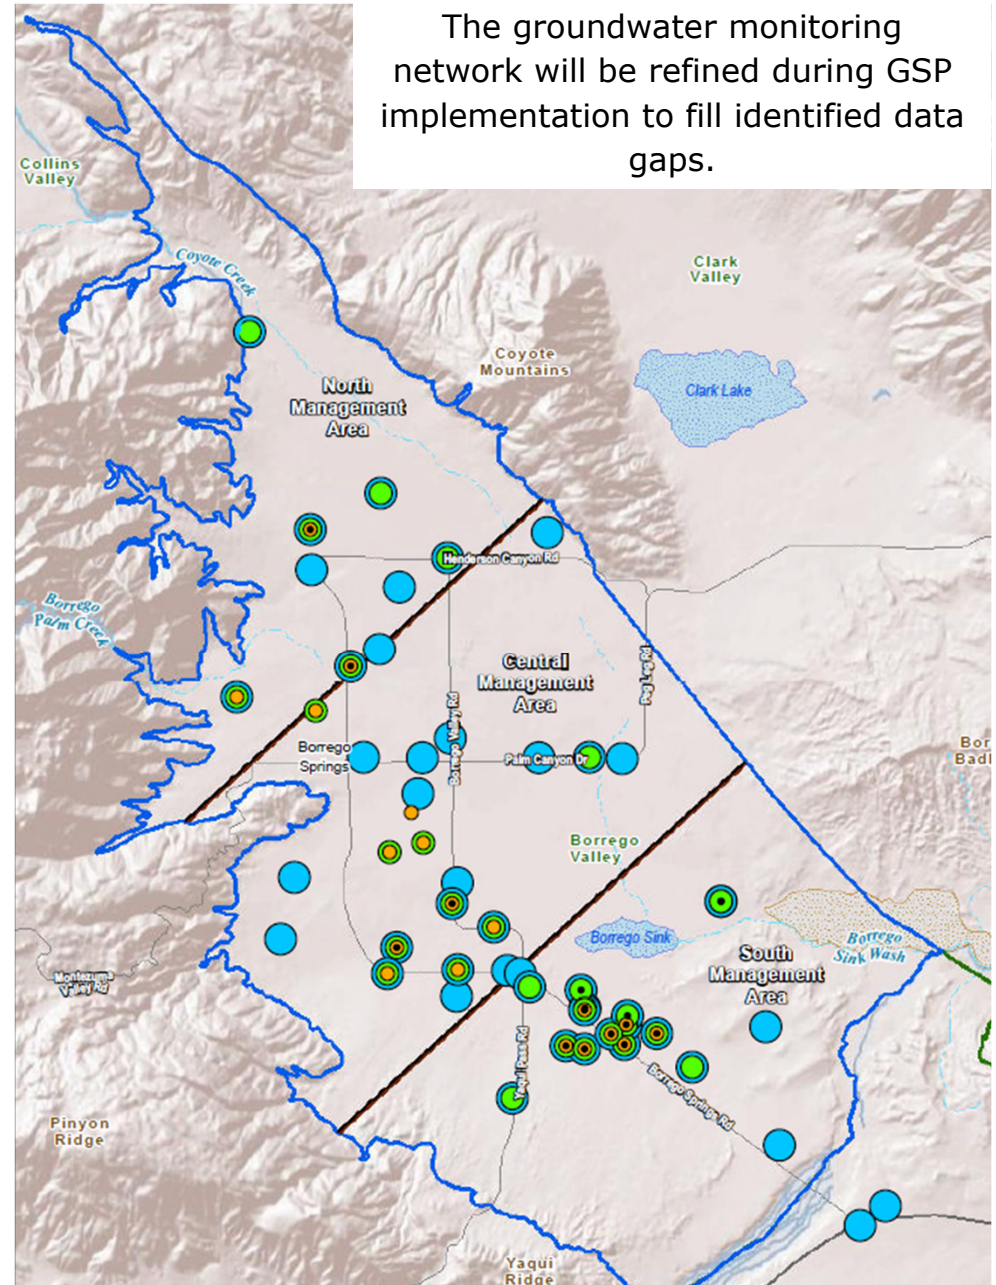 The groundwater monitoring
network will be refined during GSP
implementation to fill identified data
gaps.
Collins
Valley
Coyote Creek
Clark
Valley
Coyote
Mountains
Clark Lake
North
Management
Area
Henderson Canyon Rd
Borrego
Palm Creek
Central
Management
Area
Peg Leg Rd
Borrego Valley Rd
Borrego
Springs
Palm Canyon Dr
Bor
Badl
Borrego
Valley
Borrego Sink
Borrego
Sink Wash
South
Management
Area
Montezuma
Valley Rd
Yaqui Pass Rd
Borrego Springs Rd
Pinyon
Ridge
Yaqui
Ridge